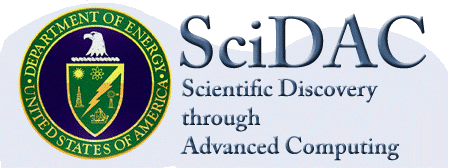 DEPARTMENT OF ENERGY
UNITED STATES OF AMERICA
SciDAC
Scientific Discovery
through
Advanced Computing